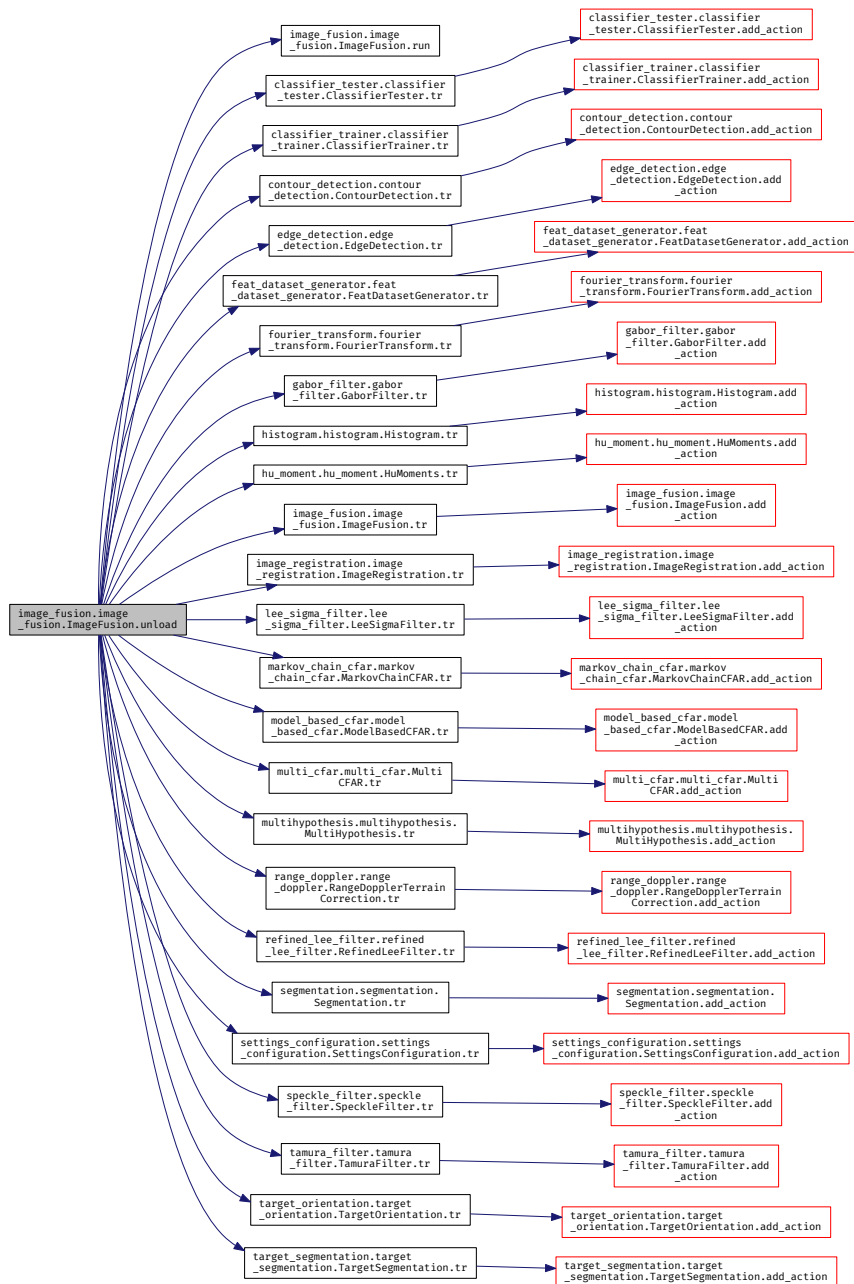 image_fusion.image
_fusion.ImageFusion.unload
image_fusion.image
_fusion.ImageFusion.run
classifier_tester.classifier
_tester.ClassifierTester.tr
classifier_tester.classifier
_tester.ClassifierTester.add_action
classifier_trainer.classifier
_trainer.ClassifierTrainer.tr
classifier_trainer.classifier
_trainer.ClassifierTrainer.add_action
contour_detection.contour
_detection.ContourDetection.tr
contour_detection.contour
_detection.ContourDetection.add_action
edge_detection.edge
_detection.EdgeDetection.tr
edge_detection.edge
_detection.EdgeDetection.add
_action
feat_dataset_generator.feat
_dataset_generator.FeatDatasetGenerator.tr
feat_dataset_generator.feat
_dataset_generator.FeatDatasetGenerator.add_action
fourier_transform.fourier
_transform.FourierTransform.tr
fourier_transform.fourier
_transform.FourierTransform.add_action
gabor_filter.gabor
_filter.GaborFilter.tr
gabor_filter.gabor
_filter.GaborFilter.add
_action
histogram.histogram.Histogram.tr
histogram.histogram.Histogram.add
_action
hu_moment.hu_moment.HuMoments.tr
hu_moment.hu_moment.HuMoments.add
_action
image_fusion.image
_fusion.ImageFusion.tr
image_fusion.image
_fusion.ImageFusion.add
_action
image_registration.image
_registration.ImageRegistration.tr
image_registration.image
_registration.ImageRegistration.add_action
lee_sigma_filter.lee
_sigma_filter.LeeSigmaFilter.tr
lee_sigma_filter.lee
_sigma_filter.LeeSigmaFilter.add
_action
markov_chain_cfar.markov
_chain_cfar.MarkovChainCFAR.tr
markov_chain_cfar.markov
_chain_cfar.MarkovChainCFAR.add_action
model_based_cfar.model
_based_cfar.ModelBasedCFAR.tr
model_based_cfar.model
_based_cfar.ModelBasedCFAR.add
_action
multi_cfar.multi_cfar.Multi
CFAR.tr
multi_cfar.multi_cfar.Multi
CFAR.add_action
multihypothesis.multihypothesis.
MultiHypothesis.tr
multihypothesis.multihypothesis.
MultiHypothesis.add_action
range_doppler.range
_doppler.RangeDopplerTerrain
Correction.tr
range_doppler.range
_doppler.RangeDopplerTerrain
Correction.add_action
refined_lee_filter.refined
_lee_filter.RefinedLeeFilter.tr
refined_lee_filter.refined
_lee_filter.RefinedLeeFilter.add_action
segmentation.segmentation.
Segmentation.tr
segmentation.segmentation.
Segmentation.add_action
settings_configuration.settings
_configuration.SettingsConfiguration.tr
settings_configuration.settings
_configuration.SettingsConfiguration.add_action
speckle_filter.speckle
_filter.SpeckleFilter.tr
speckle_filter.speckle
_filter.SpeckleFilter.add
_action
tamura_filter.tamura
_filter.TamuraFilter.tr
tamura_filter.tamura
_filter.TamuraFilter.add
_action
target_orientation.target
_orientation.TargetOrientation.tr
target_orientation.target
_orientation.TargetOrientation.add_action
target_segmentation.target
_segmentation.TargetSegmentation.tr
target_segmentation.target
_segmentation.TargetSegmentation.add_action